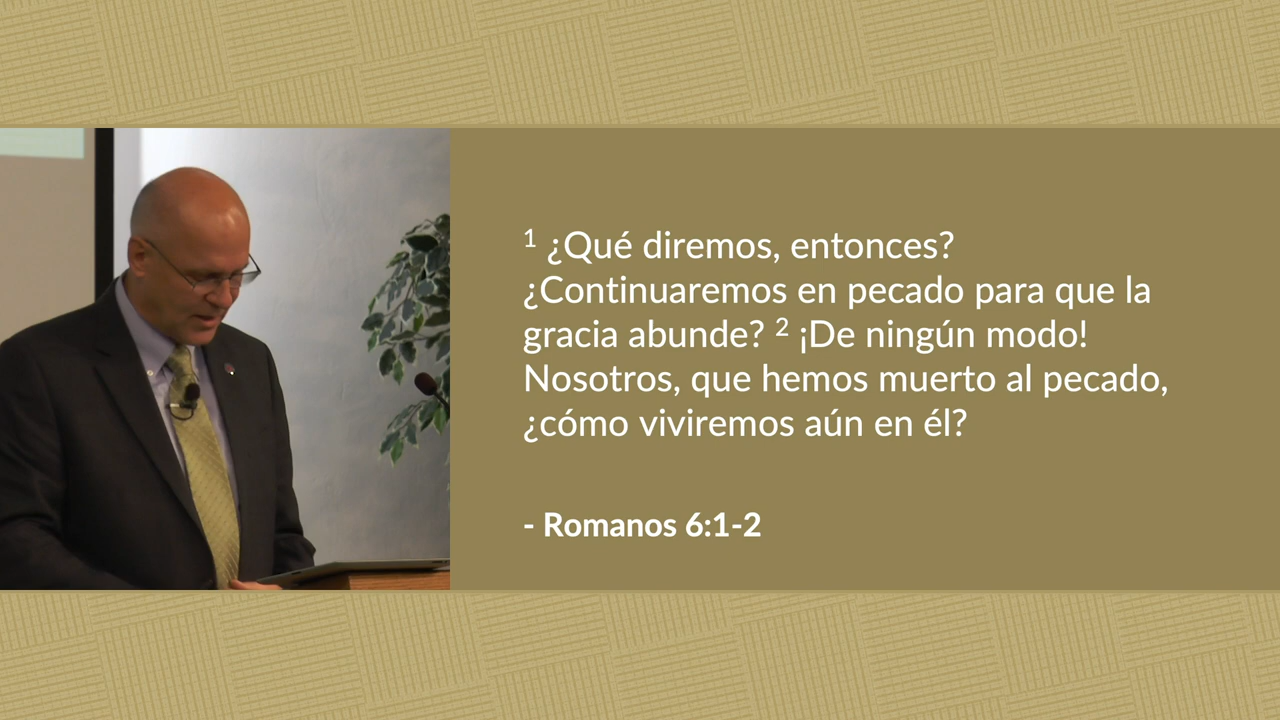 1 ¿Qué diremos, entonces?
¿Continuaremos en pecado para que la
gracia abunde? 2 ¡De ningún modo!
Nosotros, que hemos muerto al pecado,
¿cómo viviremos aún en él?
- Romanos 6:1-2